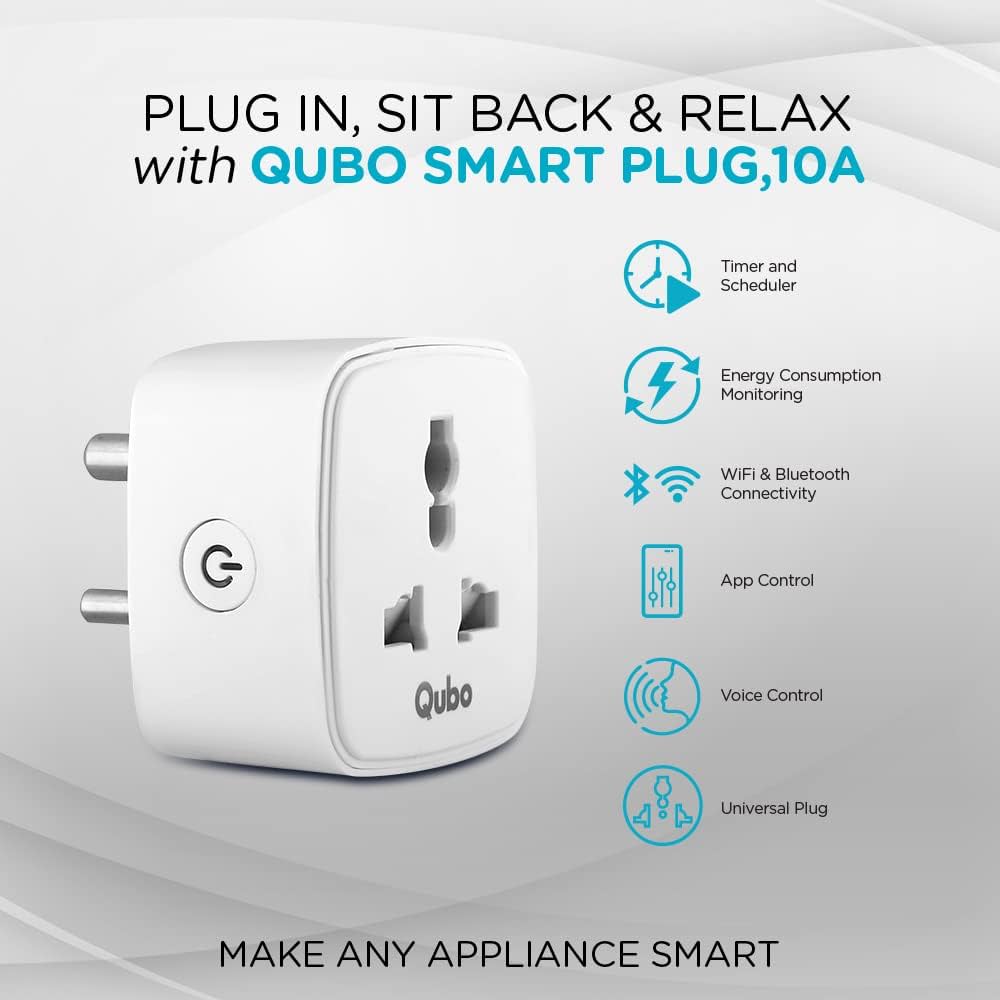 PLUG IN, SIT BACK & RELAX
with QUBO SMART PLUG,10A
Timer and
Scheduler
Energy Consumption
Monitoring
WiFi & Bluetooth
Connectivity
App Control
Voice Control
Universal Plug
Qubo
MAKE ANY APPLIANCE SMART